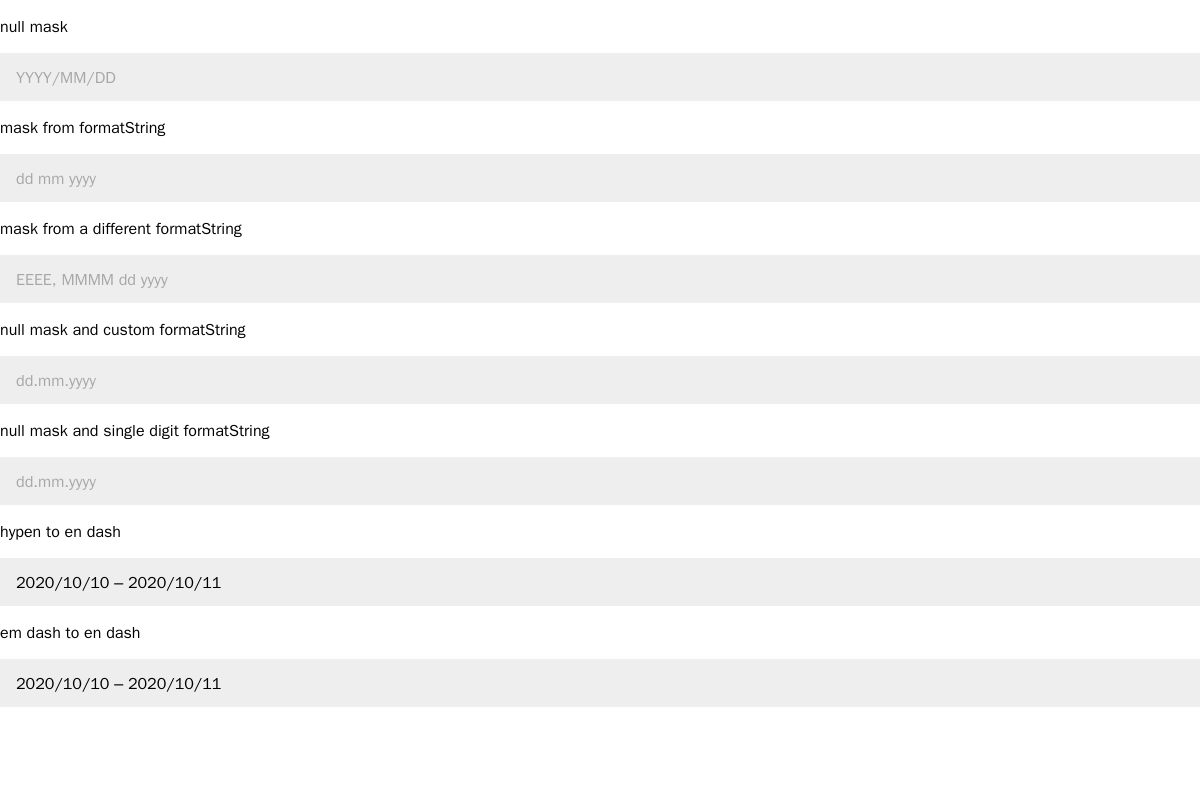 null mask
YYYY/MM/DD
mask from formatString
dd mm yyyy
mask from a different formatString
EEEE, MMMM dd yyyy
null mask and custom formatString
dd.mm.yyyy
null mask and single digit formatString
dd.mm.yyyy
hypen to en dash
2020/10/10 – 2020/10/11
em dash to en dash
2020/10/10 – 2020/10/11